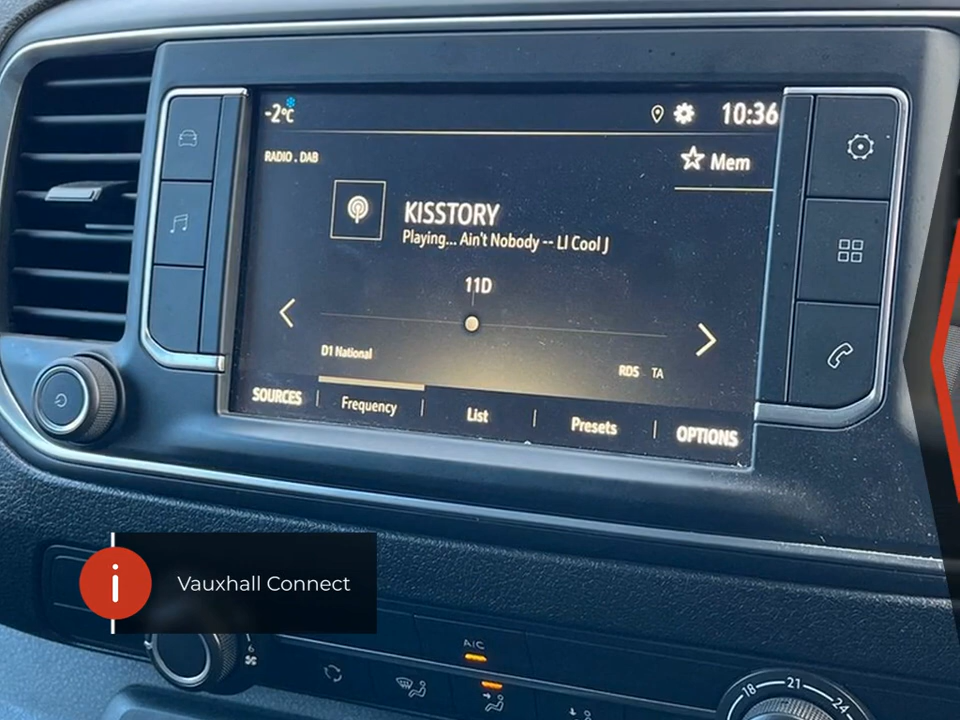 -2°C
10:36
RADIO . DAB
Mem
KISSTORY
Playing... Ain't Nobody -- Ll Cool J
11D
D1 National
RDS TA
SOURCES Frequency List Presets OPTIONS
Vauxhall Connect
A/C
6
18 21 24